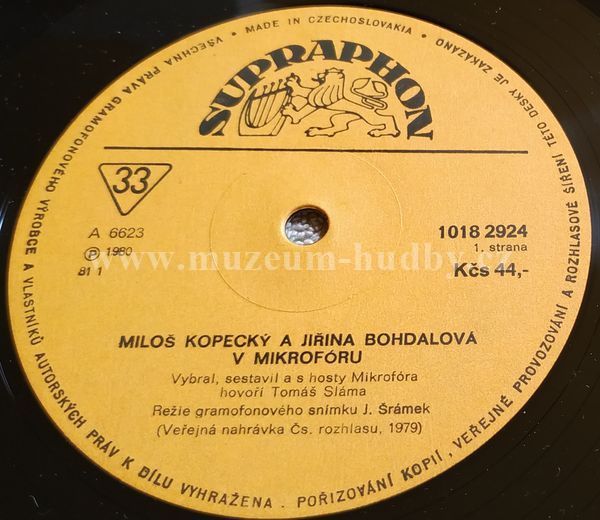 VŠECHNA PRÁVA GRAMOFONOVÉHO VÝROBCE A VLASTNÍKŮ AUTORSKÝCH PRÁV K DÍLU VYHRAŽENA . POŘIZOVÁNÍ KOPIÍ, VEŘEJNÉ PROVOZOVÁNÍ A ROZHLASOVÉ ŠÍŘENÍ TÉTO DESKY JE ZAKÁZÁNO
MADE IN CZECHOSLOVAKIA
SUPRAPHON
33
A 6623
℗ 1980
81 1
1018 2924
1. strana
Kčs 44,-
www.muzeum-hudby.cz
MILOŠ KOPECKÝ A JIŘINA BOHDALOVÁ
V MIKROFÓRU
Vybral, sestavil a s hosty Mikrofóra
hovoří Tomáš Sláma
Režie gramofonového snímku J. Šrámek
(Veřejná nahrávka Čs. rozhlasu, 1979)